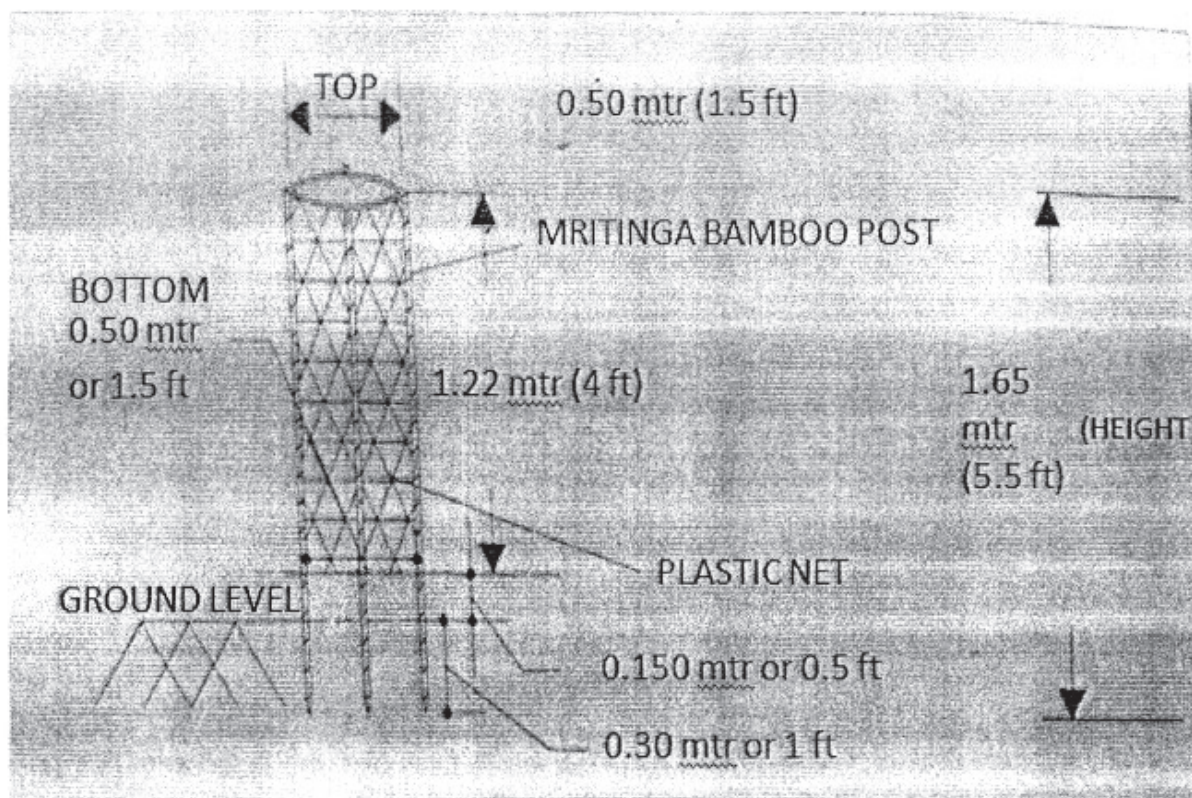 TOP
0.50 mtr (1.5 ft)
MRITINGA BAMBOO POST
BOTTOM
0.50 mtr
or 1.5 ft
1.22 mtr (4 ft)
1.65
mtr (HEIGHT
(5.5 ft)
PLASTIC NET
GROUND LEVEL
0.150 mtr or 0.5 ft
0.30 mtr or 1 ft